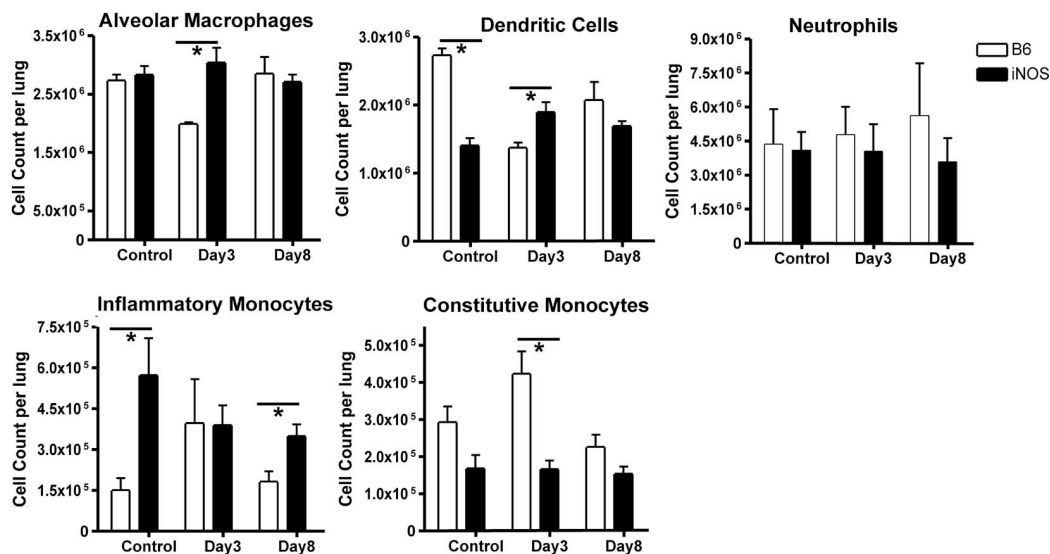 Alveolar Macrophages
Cell Count per lung
3.5x10⁶
2.5x10⁶
1.5x10⁶
5.0x10⁵
0
*
Control Day3 Day8
Dendritic Cells
Cell Count per lung
3.0x10⁶
2.0x10⁶
1.0x10⁶
0
*
*
Control Day3 Day8
Neutrophils
Cell Count per lung
9.0x10⁶
7.5x10⁶
6.0x10⁶
4.5x10⁶
3.0x10⁶
1.5x10⁶
0
Control Day3 Day8
B6
iNOS
Inflammatory Monocytes
Cell Count per lung
7.5x10⁵
6.0x10⁵
4.5x10⁵
3.0x10⁵
1.5x10⁵
0
*
*
Control Day3 Day8
Constitutive Monocytes
Cell Count per lung
5.0x10⁵
4.0x10⁵
3.0x10⁵
2.0x10⁵
1.0x10⁵
0
*
Control Day3 Day8